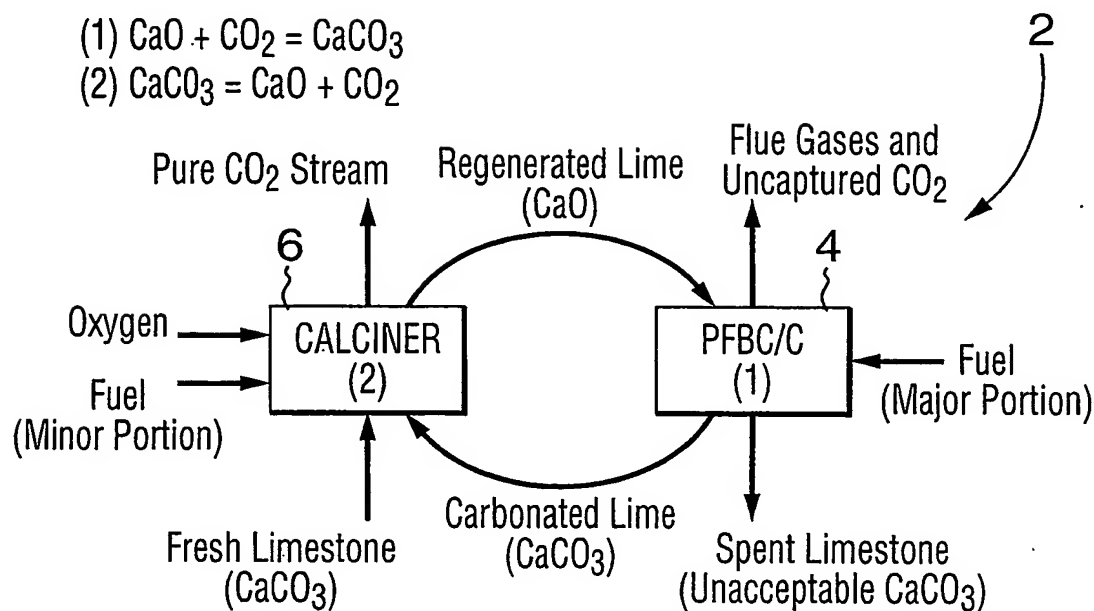 (1) CaO + CO₂ = CaCO₃
(2) CaCO₃ = CaO + CO₂
2
Pure CO₂ Stream
Regenerated Lime
(CaO)
Flue Gases and
Uncaptured CO₂
6
4
Oxygen
CALCINER
(2)
PFBC/C
(1)
Fuel
(Minor Portion)
Fuel
(Major Portion)
Fresh Limestone
(CaCO₃)
Carbonated Lime
(CaCO₃)
Spent Limestone
(Unacceptable CaCO₃)